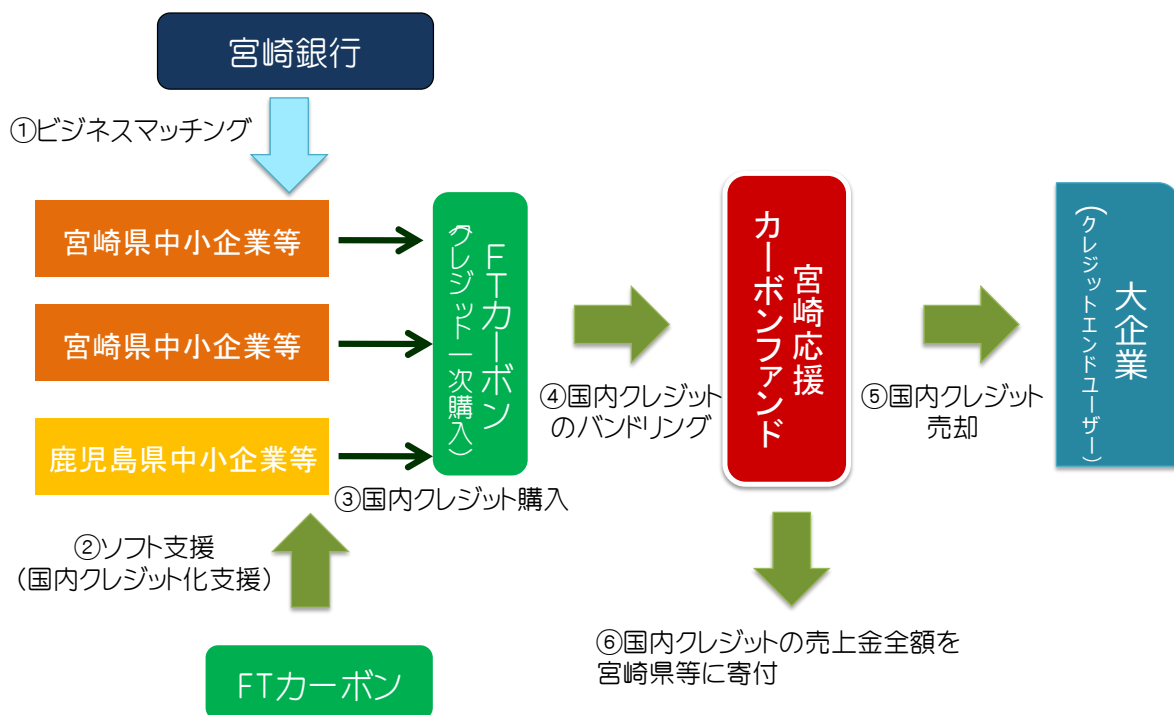 宮崎銀行
①ビジネスマッチング
宮崎県中小企業等
宮崎県中小企業等
鹿児島県中小企業等
FTカーボン
(クレジット一次購入)
③国内クレジット購入
②ソフト支援
(国内クレジット化支援)
FTカーボン
④国内クレジット
のバンドリング
宮崎応援
カーボンファンド
⑤国内クレジット
売却
大企業
(クレジットエンドユーザー)
⑥国内クレジットの売上金全額を
宮崎県等に寄付